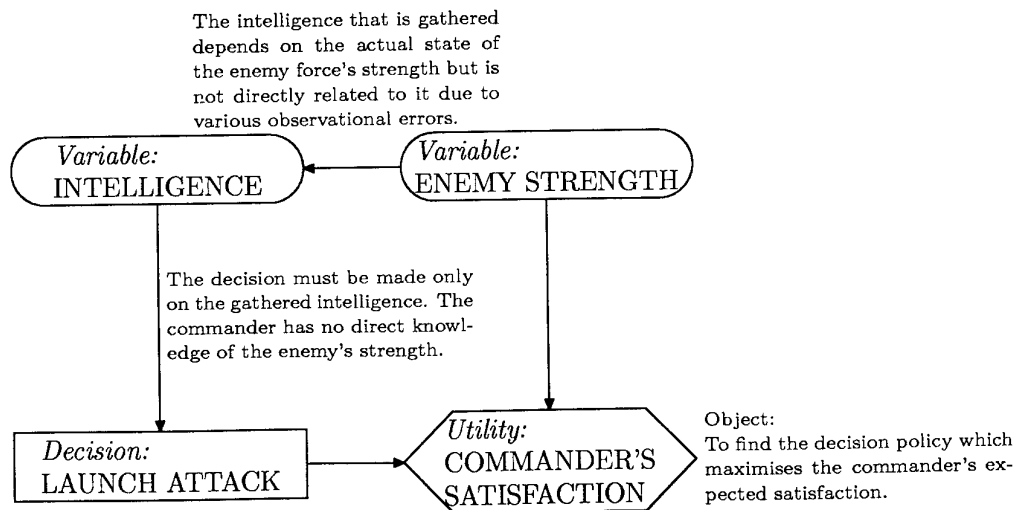 The intelligence that is gathered
depends on the actual state of
the enemy force's strength but is
not directly related to it due to
various observational errors.
Variable:
INTELLIGENCE
Variable:
ENEMY STRENGTH
The decision must be made only
on the gathered intelligence. The
commander has no direct knowl-
edge of the enemy's strength.
Decision:
LAUNCH ATTACK
Utility:
COMMANDER'S
SATISFACTION
Object:
To find the decision policy which
maximises the commander's ex-
pected satisfaction.